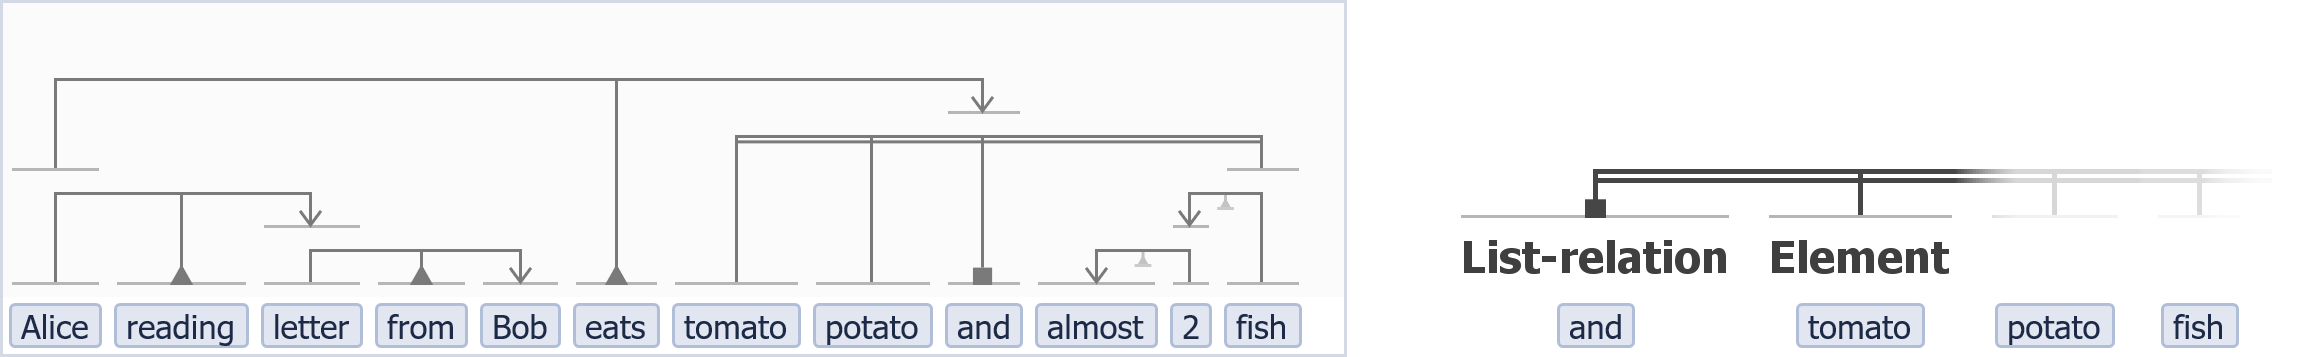 List-relation Element
Alice reading letter from Bob eats tomato potato and almost 2 fish
and tomato potato fish